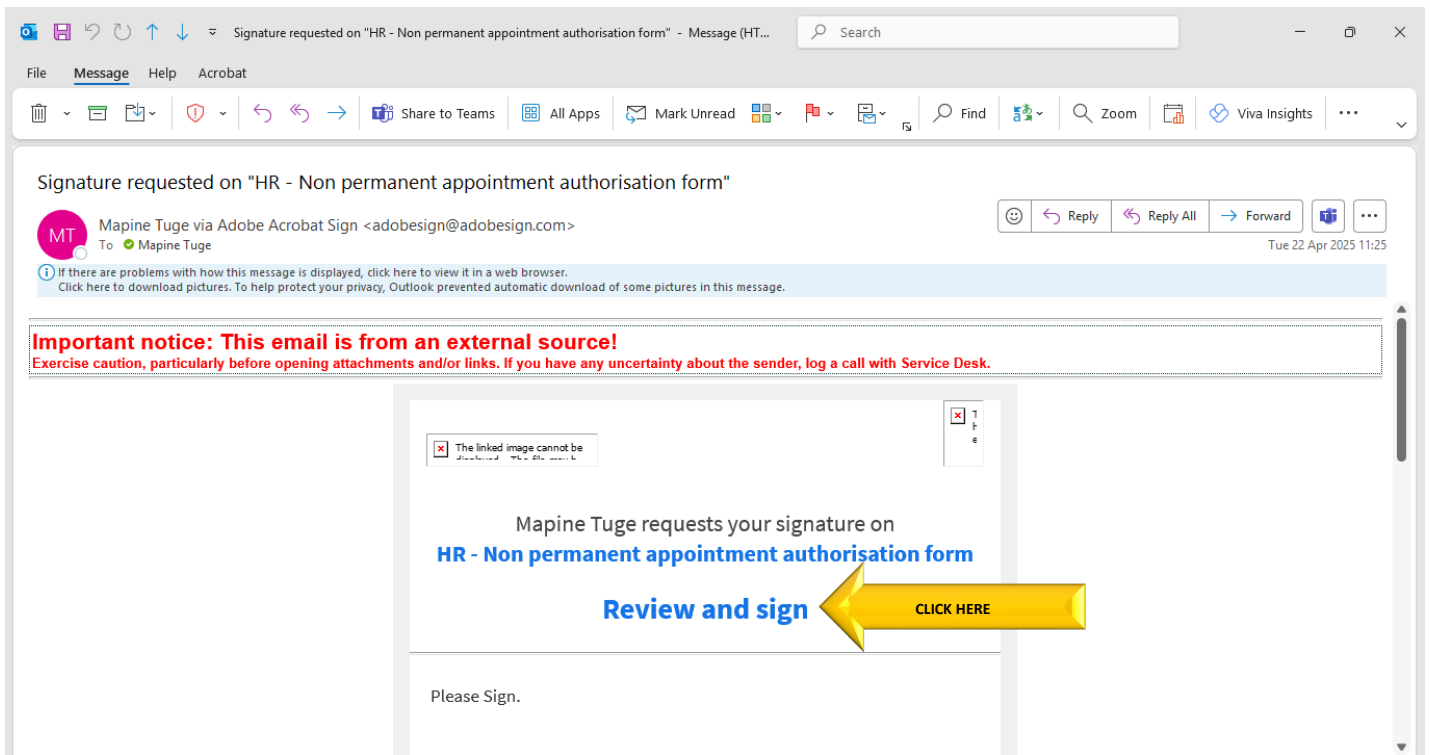 Signature requested on "HR - Non permanent appointment authorisation form" - Message (HT...
Search
File Message Help Acrobat
Share to Teams All Apps Mark Unread Find Zoom Viva Insights
Signature requested on "HR - Non permanent appointment authorisation form"
MT
Mapine Tuge via Adobe Acrobat Sign <adobesign@adobesign.com>
To Mapine Tuge
Reply Reply All Forward
Tue 22 Apr 2025 11:25
If there are problems with how this message is displayed, click here to view it in a web browser.
Click here to download pictures. To help protect your privacy, Outlook prevented automatic download of some pictures in this message.
Important notice: This email is from an external source!
Exercise caution, particularly before opening attachments and/or links. If you have any uncertainty about the sender, log a call with Service Desk.
The linked image cannot be
Mapine Tuge requests your signature on
HR - Non permanent appointment authorisation form
Review and sign
CLICK HERE
Please Sign.